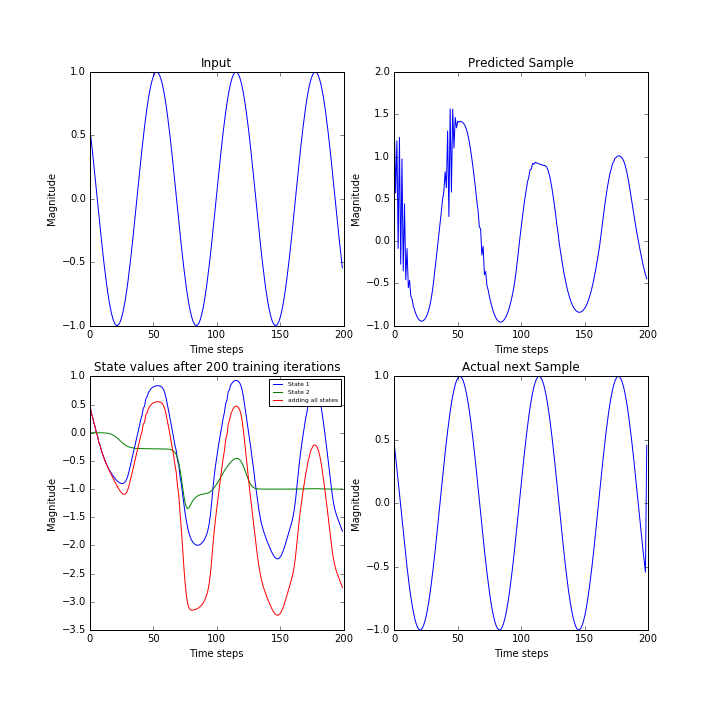 Input
Magnitude
1.0
0.5
0.0
−0.5
−1.0
0 50 100 150 200
Time steps
Predicted Sample
Magnitude
2.0
1.5
1.0
0.5
0.0
−0.5
−1.0
0 50 100 150 200
Time steps
State values after 200 training iterations
Magnitude
1.0
0.5
0.0
−0.5
−1.0
−1.5
−2.0
−2.5
−3.0
−3.5
0 50 100 150 200
Time steps
State 1
State 2
adding all states
Actual next Sample
Magnitude
1.0
0.5
0.0
−0.5
−1.0
0 50 100 150 200
Time steps